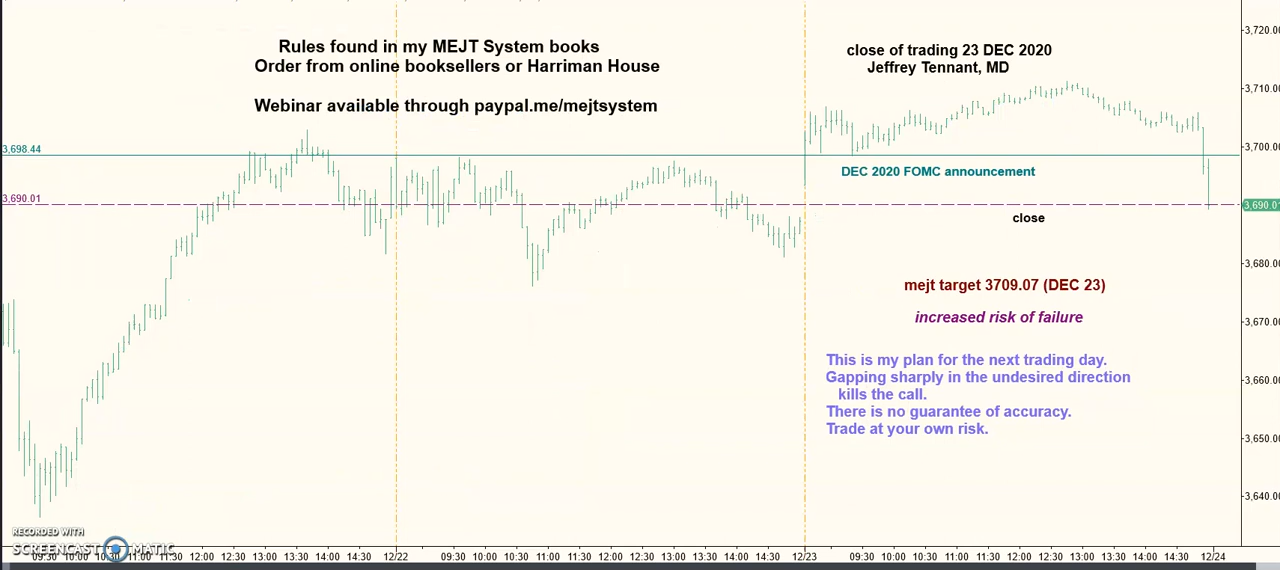 Rules found in my MEJT System books
Order from online booksellers or Harriman House
Webinar available through paypal.me/mejtsystem
close of trading 23 DEC 2020
Jeffrey Tennant, MD
3,720.00
3,710.00
3,700.00
3,698.44
DEC 2020 FOMC announcement
3,690.01
3,690.01
close
3,680.00
mejt target 3709.07 (DEC 23)
increased risk of failure
3,670.00
This is my plan for the next trading day.
Gapping sharply in the undesired direction
kills the call.
There is no guarantee of accuracy.
Trade at your own risk.
3,660.00
3,650.00
3,640.00
RECORDED WITH
SCREENCAST MATIC
09:30 10:00 10:30 11:00 11:30 12:00 12:30 13:00 13:30 14:00 14:30 12/22 09:30 10:00 10:30 11:00 11:30 12:00 12:30 13:00 13:30 14:00 14:30 12/23 09:30 10:00 10:30 11:00 11:30 12:00 12:30 13:00 13:30 14:00 14:30 12/24